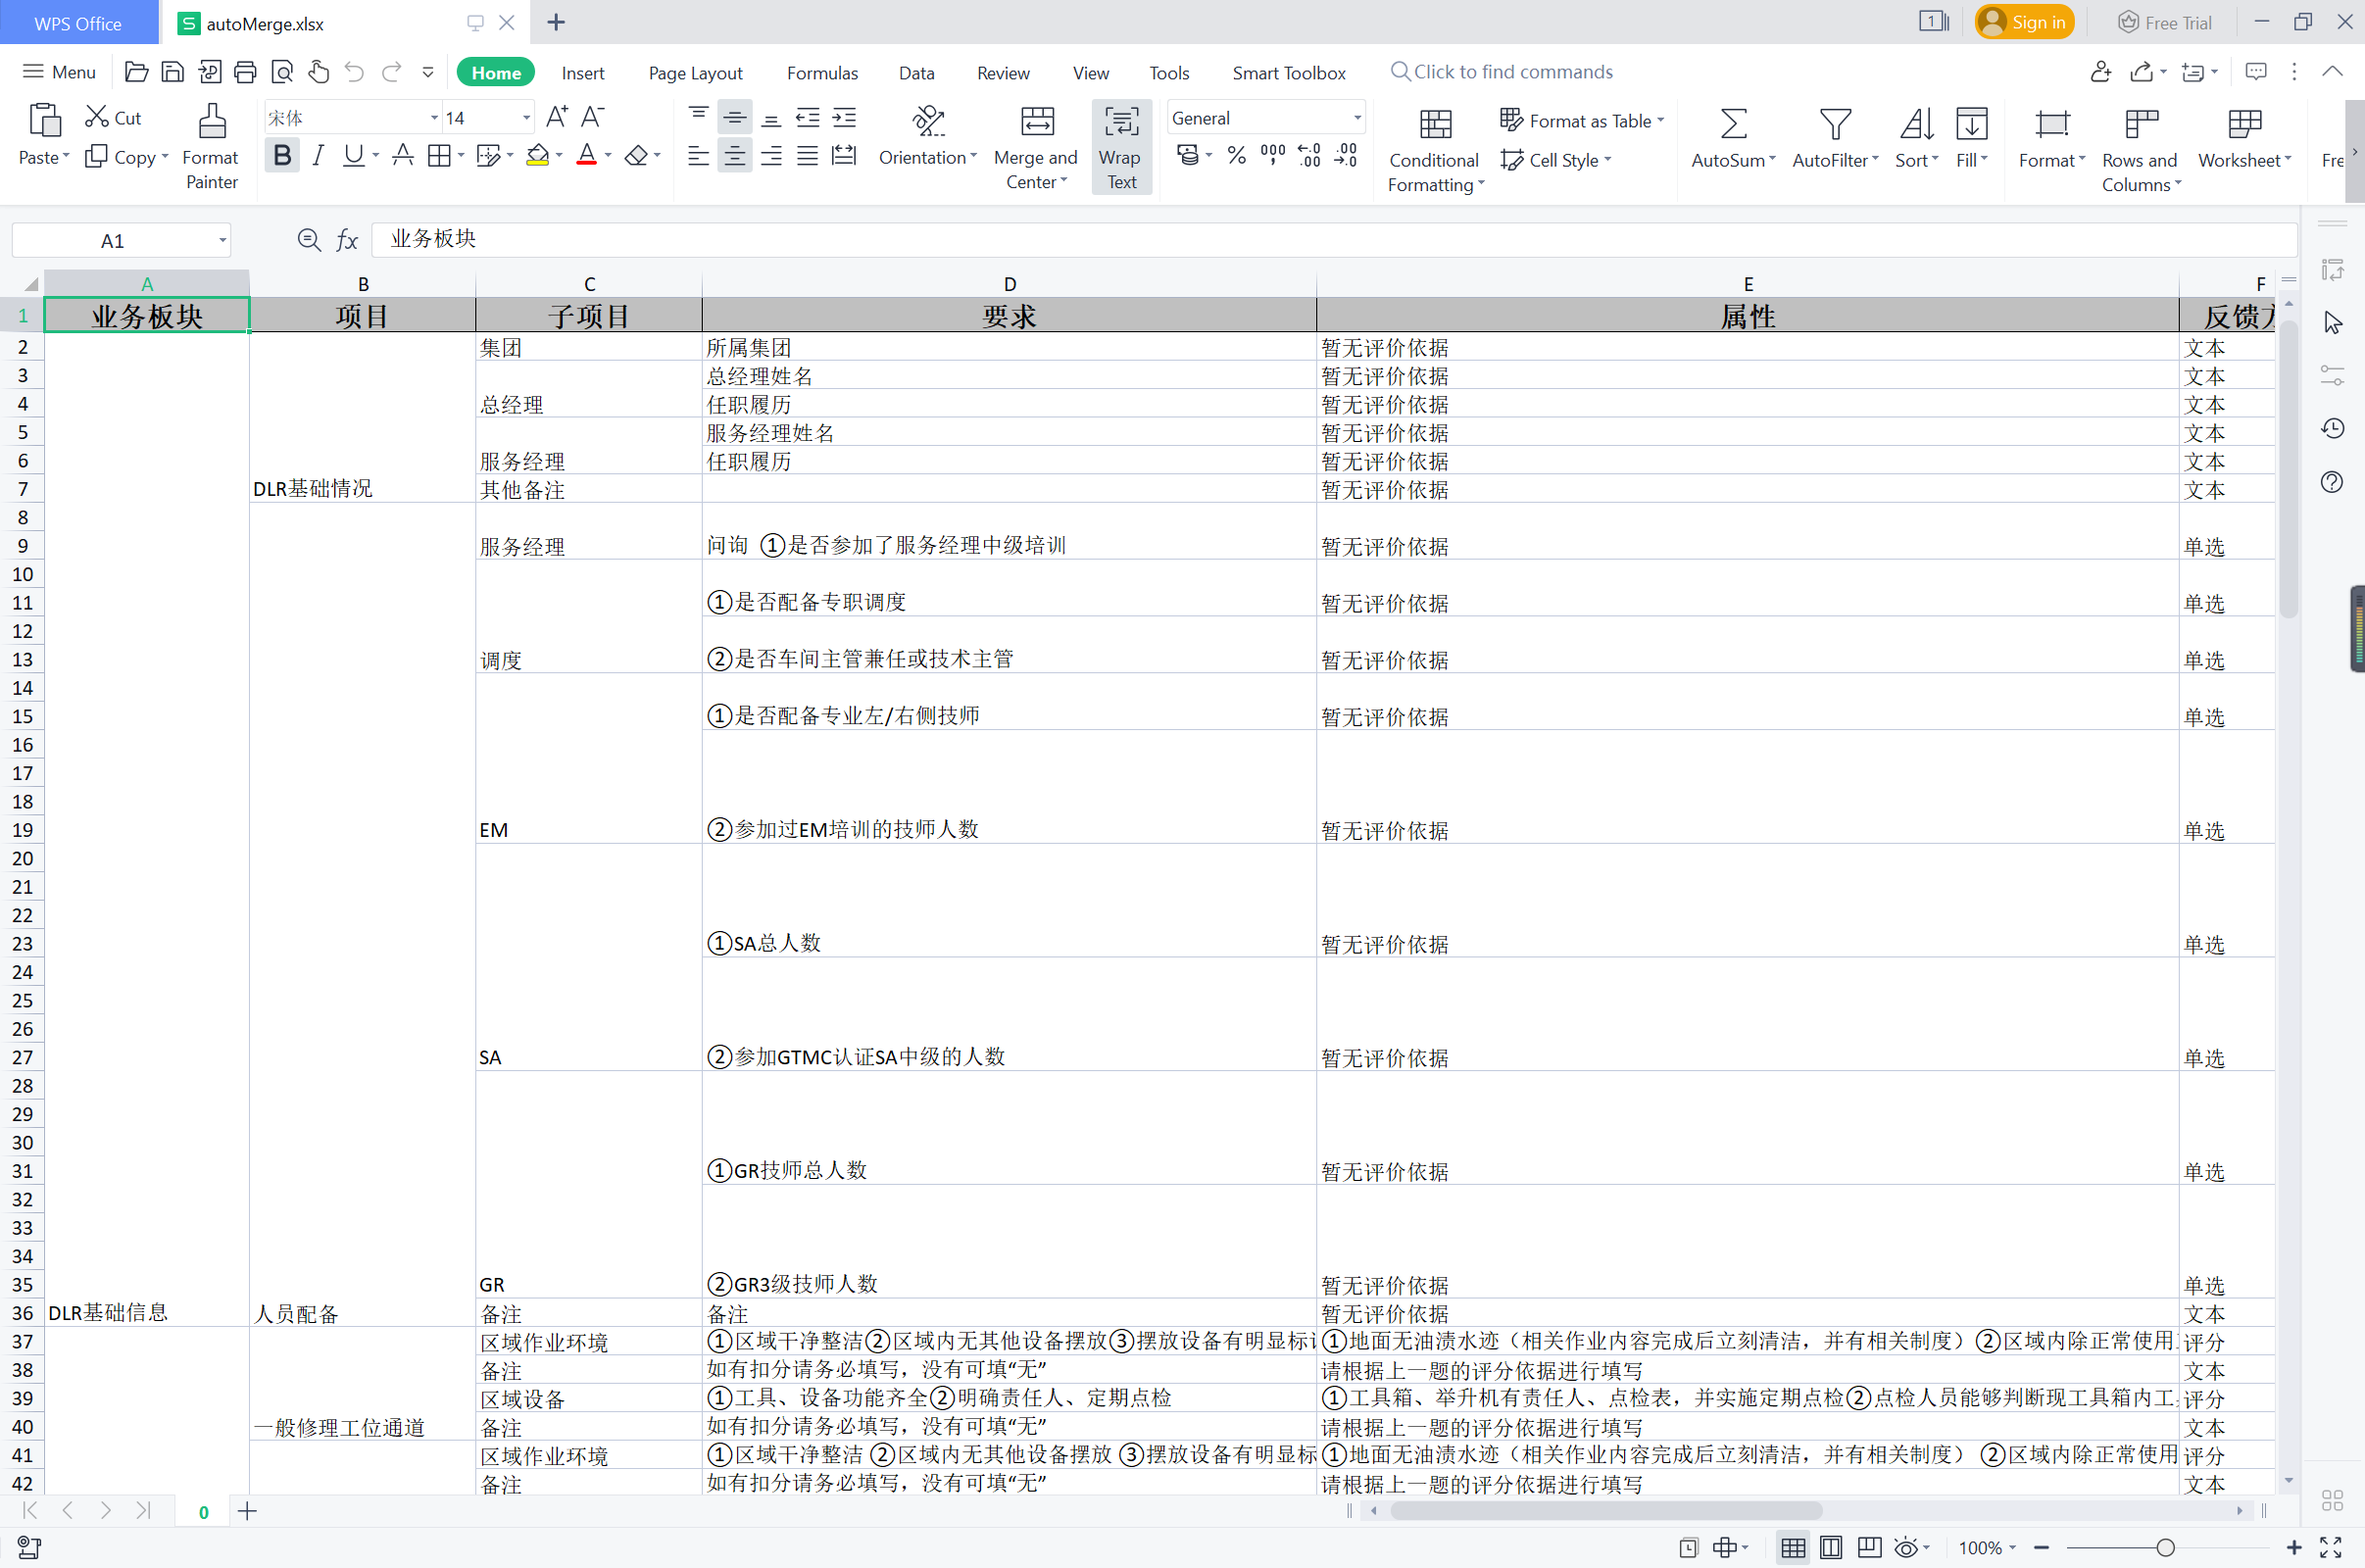 WPS Office
autoMerge.xlsx
1
Sign in
Free Trial
Menu
Home
Insert
Page Layout
Formulas
Data
Review
View
Tools
Smart Toolbox
Click to find commands
Paste
Cut
Copy
Format Painter
宋体
14
Orientation
Merge and Center
Wrap Text
General
Conditional Formatting
Format as Table
Cell Style
AutoSum
AutoFilter
Sort
Fill
Format
Rows and Columns
Worksheet
Fre
A1
业务板块
A B C D E F
1 业务板块 项目 子项目 要求 属性 反馈
2 集团 所属集团 暂无评价依据 文本
3 总经理姓名 暂无评价依据 文本
4 总经理 任职履历 暂无评价依据 文本
5 服务经理姓名 暂无评价依据 文本
6 服务经理 任职履历 暂无评价依据 文本
7 DLR基础情况 其他备注 暂无评价依据 文本
8
9 服务经理 问询 ①是否参加了服务经理中级培训 暂无评价依据 单选
10
11 ①是否配备专职调度 暂无评价依据 单选
12
13 调度 ②是否车间主管兼任或技术主管 暂无评价依据 单选
14
15 ①是否配备专业左/右侧技师 暂无评价依据 单选
16
17
18
19 EM ②参加过EM培训的技师人数 暂无评价依据 单选
20
21
22
23 ①SA总人数 暂无评价依据 单选
24
25
26
27 SA ②参加GTMC认证SA中级的人数 暂无评价依据 单选
28
29
30
31 ①GR技师总人数 暂无评价依据 单选
32
33
34
35 GR ②GR3级技师人数 暂无评价依据 单选
36 DLR基础信息 人员配备 备注 备注 暂无评价依据 文本
37 区域作业环境 ①区域干净整洁②区域内无其他设备摆放③摆放设备有明显标 ①地面无油渍水迹（相关作业内容完成后立刻清洁，并有相关制度）②区域内除正常使用 评分
38 备注 如有扣分请务必填写，没有可填“无” 请根据上一题的评分依据进行填写 文本
39 区域设备 ①工具、设备功能齐全②明确责任人、定期点检 ①工具箱、举升机有责任人、点检表，并实施定期点检②点检人员能够判断现工具箱内工 评分
40 一般修理工位通道 备注 如有扣分请务必填写，没有可填“无” 请根据上一题的评分依据进行填写 文本
41 区域作业环境 ①区域干净整洁 ②区域内无其他设备摆放 ③摆放设备有明显标 ①地面无油渍水迹（相关作业内容完成后立刻清洁，并有相关制度） ②区域内除正常使用 评分
42 备注 如有扣分请务必填写，没有可填“无” 请根据上一题的评分依据进行填写 文本
0
100%